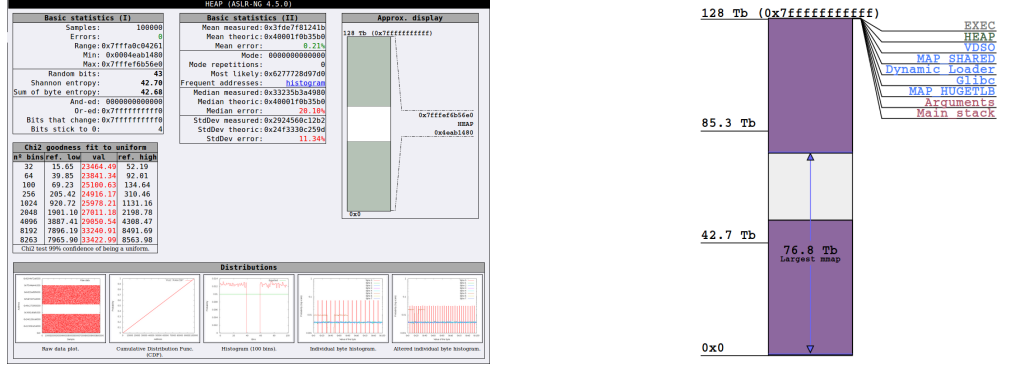 HEAP (ASLR-NG 4.5.0)
Basic statistics (I)
Samples: 100000
Errors: 0
Range: 0x7fffa0c04261
Min: 0x0004eab1480
Max: 0x7fffef6b56e0
Random bits: 43
Shannon entropy: 42.70
Sum of byte entropy: 42.68
And-ed: 0000000000000
Or-ed: 0x7fffffffff0
Bits that change: 0x7fffffffff0
Bits stick to 0: 4
Basic statistics (II)
Mean measured: 0x3fde7f81241b
Mean theoric: 0x40001f0b35b0
Mean error: 0.21%
Mode: 0000000000000
Mode repetitions: 0
Most likely: 0x6277728d97d0
Frequent addresses: histogram
Median measured: 0x33235b3a4980
Median theoric: 0x40001f0b35b0
Median error: 20.10%
StdDev measured: 0x2924560c12b2
StdDev theoric: 0x24f3330c259d
StdDev error: 11.34%
Approx. display
128 Tb (0x7fffffffffff)
0x7fffef6b56e0
HEAP
0x4eab1480
0x0
Chi2 goodness fit to uniform
nº bins ref. low val ref. high
32 15.65 23464.49 52.19
64 39.85 23841.34 92.01
100 69.23 25100.63 134.64
256 205.42 24916.17 310.46
1024 920.72 25978.21 1131.16
2048 1901.10 27011.18 2198.78
4096 3887.41 29050.54 4308.47
8192 7896.19 33240.91 8491.69
8263 7965.90 33422.99 8563.98
Chi2 test 99% confidence of being a uniform.
Distributions
Raw data plot.
Cumulative Distribution Func. (CDF).
Histogram (100 bins).
Individual byte histogram.
Altered individual byte histogram.
128 Tb (0x7fffffffffff)
EXEC
HEAP
VDSO
MAP_SHARED
Dynamic Loader
Glibc
MAP_HUGETLB
Arguments
Main stack
85.3 Tb
42.7 Tb
76.8 Tb
Largest mmap
0x0